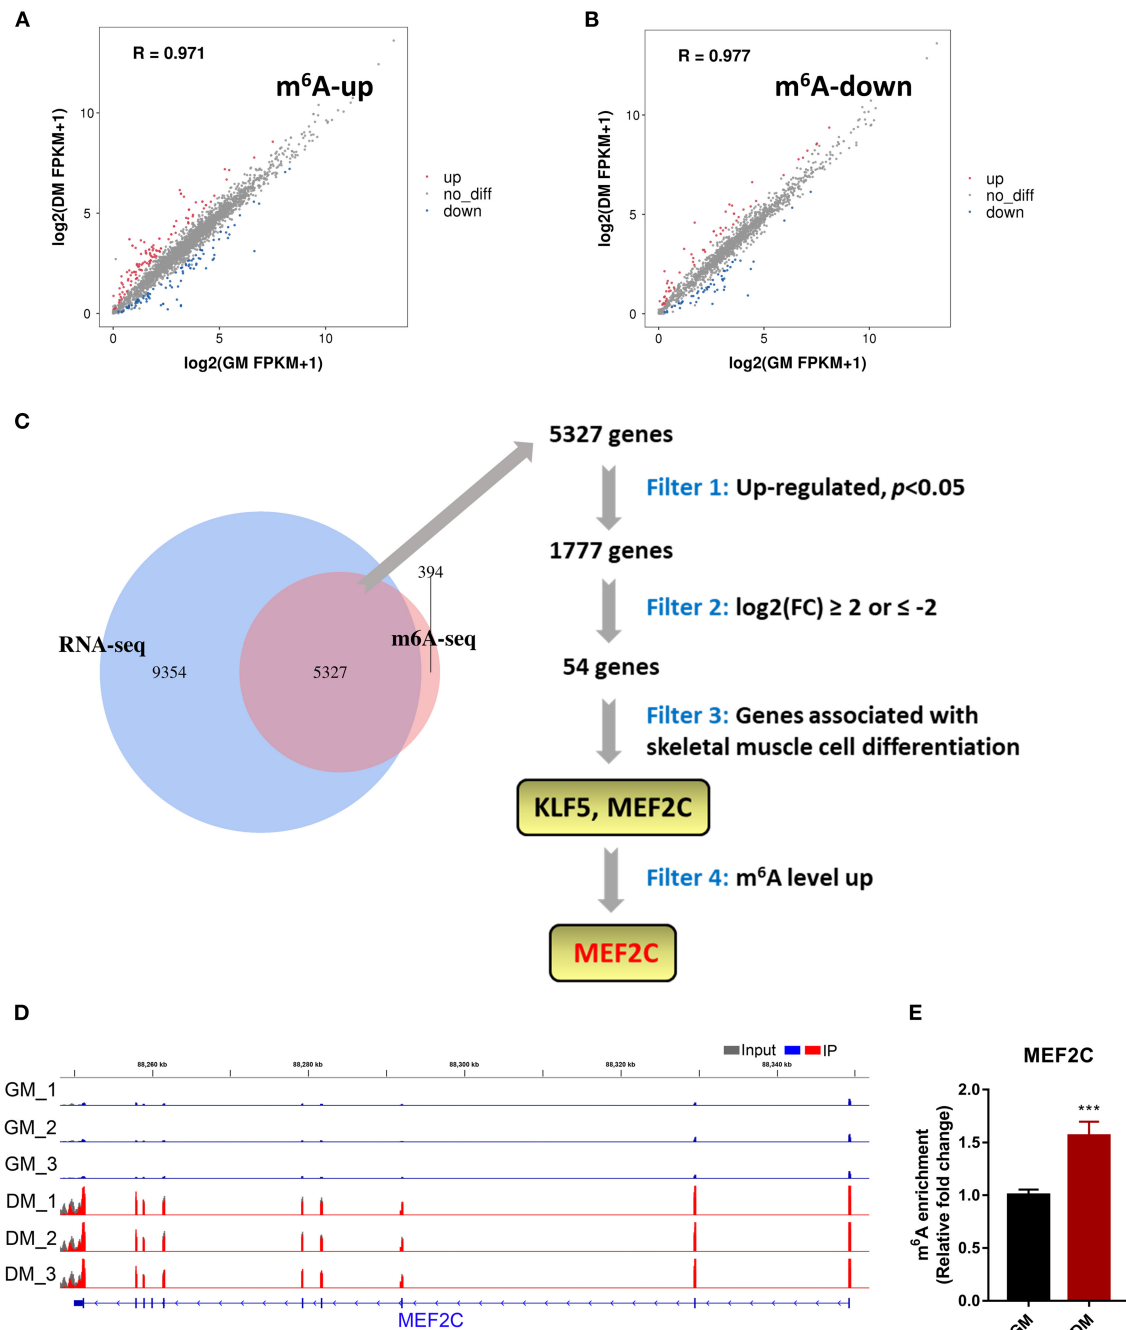 A
R = 0.971
m⁶A-up
log2(DM FPKM+1)
10
5
0
0 5 10
log2(GM FPKM+1)
up
no_diff
down
B
R = 0.977
m⁶A-down
log2(DM FPKM+1)
10
5
0
0 5 10
log2(GM FPKM+1)
up
no_diff
down
C
RNA-seq
9354
5327
394
m6A-seq
5327 genes
Filter 1: Up-regulated, p<0.05
1777 genes
Filter 2: log2(FC) ≥ 2 or ≤ -2
54 genes
Filter 3: Genes associated with
skeletal muscle cell differentiation
KLF5, MEF2C
Filter 4: m⁶A level up
MEF2C
D
Input IP
88,260 kb 88,280 kb 88,300 kb 88,320 kb 88,340 kb
GM_1
GM_2
GM_3
DM_1
DM_2
DM_3
MEF2C
E
MEF2C
m⁶A enrichment
(Relative fold change)
2.0
1.5
1.0
0.5
0.0
***
GM DM